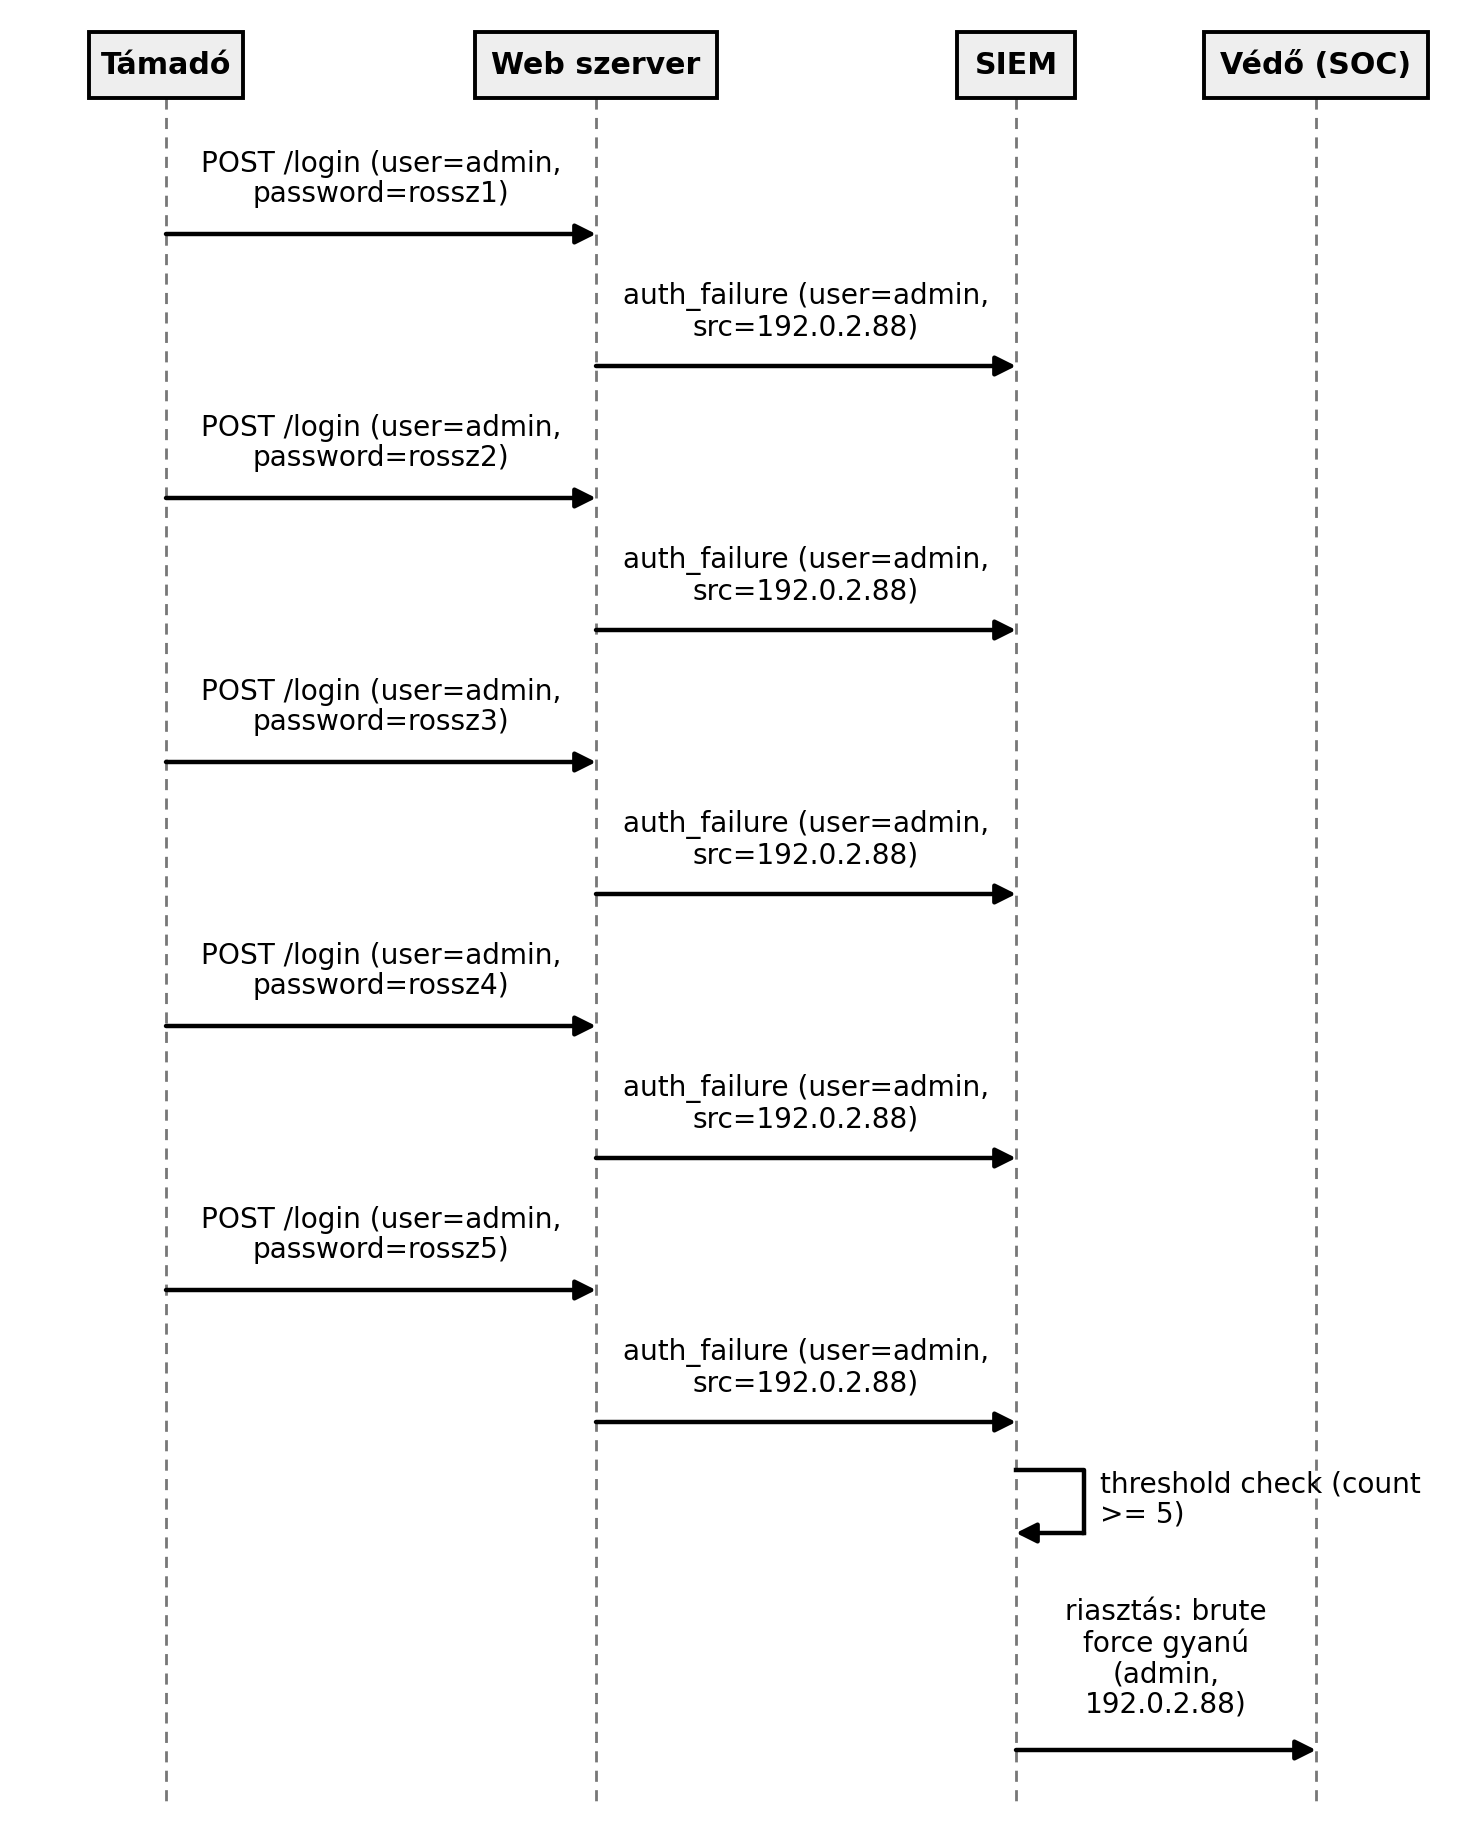 Támadó
Web szerver
SIEM
Védő (SOC)
POST /login (user=admin,
password=rossz1)
auth_failure (user=admin,
src=192.0.2.88)
POST /login (user=admin,
password=rossz2)
auth_failure (user=admin,
src=192.0.2.88)
POST /login (user=admin,
password=rossz3)
auth_failure (user=admin,
src=192.0.2.88)
POST /login (user=admin,
password=rossz4)
auth_failure (user=admin,
src=192.0.2.88)
POST /login (user=admin,
password=rossz5)
auth_failure (user=admin,
src=192.0.2.88)
threshold check (count
>= 5)
riasztás: brute
force gyanú
(admin,
192.0.2.88)